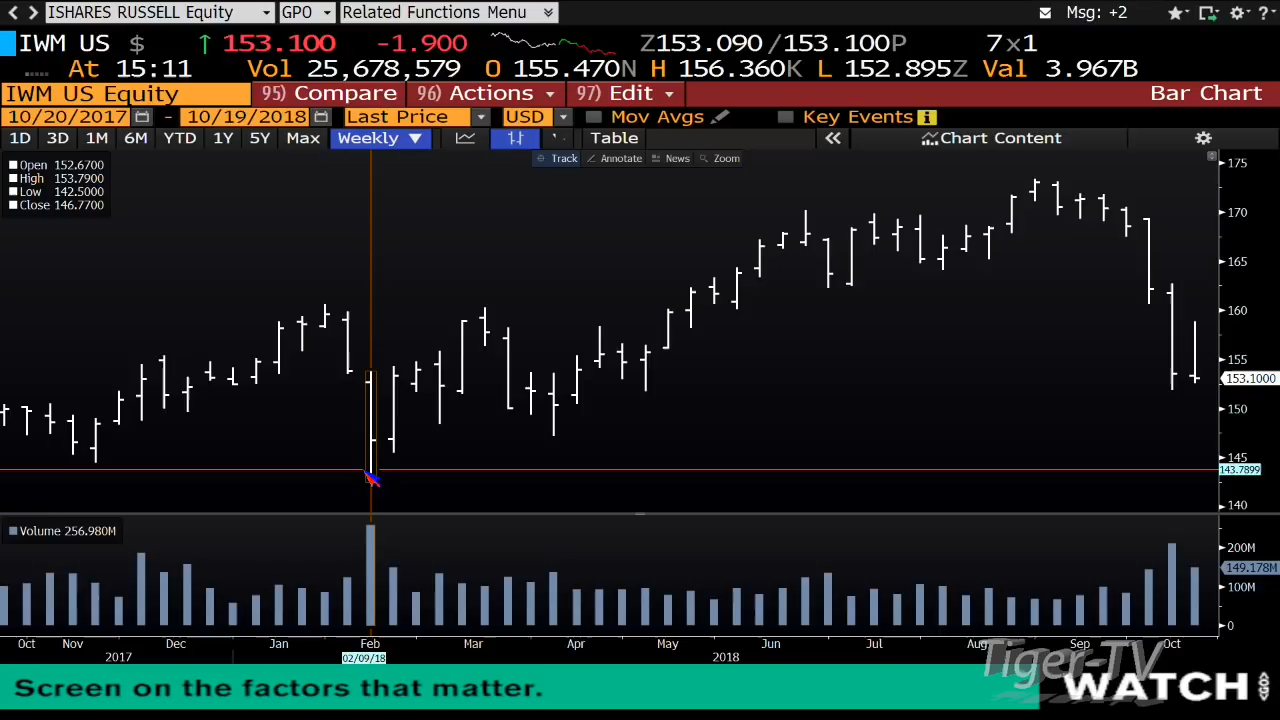 ISHARES RUSSELL Equity GPO Related Functions Menu Msg: +2
IWM US $ ↑ 153.100 -1.900 Z153.090/153.100P 7x1
At 15:11 Vol 25,678,579 O 155.470N H 156.360K L 152.895Z Val 3.967B
IWM US Equity 95) Compare 96) Actions 97) Edit Bar Chart
10/20/2017 - 10/19/2018 Last Price USD Mov Avgs Key Events
1D 3D 1M 6M YTD 1Y 5Y Max Weekly ▼ Table « Chart Content
Track Annotate News Zoom
Open 152.6700
High 153.7900
Low 142.5000
Close 146.7700
175
170
165
160
155
153.1000
150
145
143.7899
140
Volume 256.980M
200M
149.178M
100M
0
Oct Nov Dec Jan Feb Mar Apr May Jun Jul Aug Sep Oct
2017 02/09/18 2018
Tiger-TV
Screen on the factors that matter.
WATCH